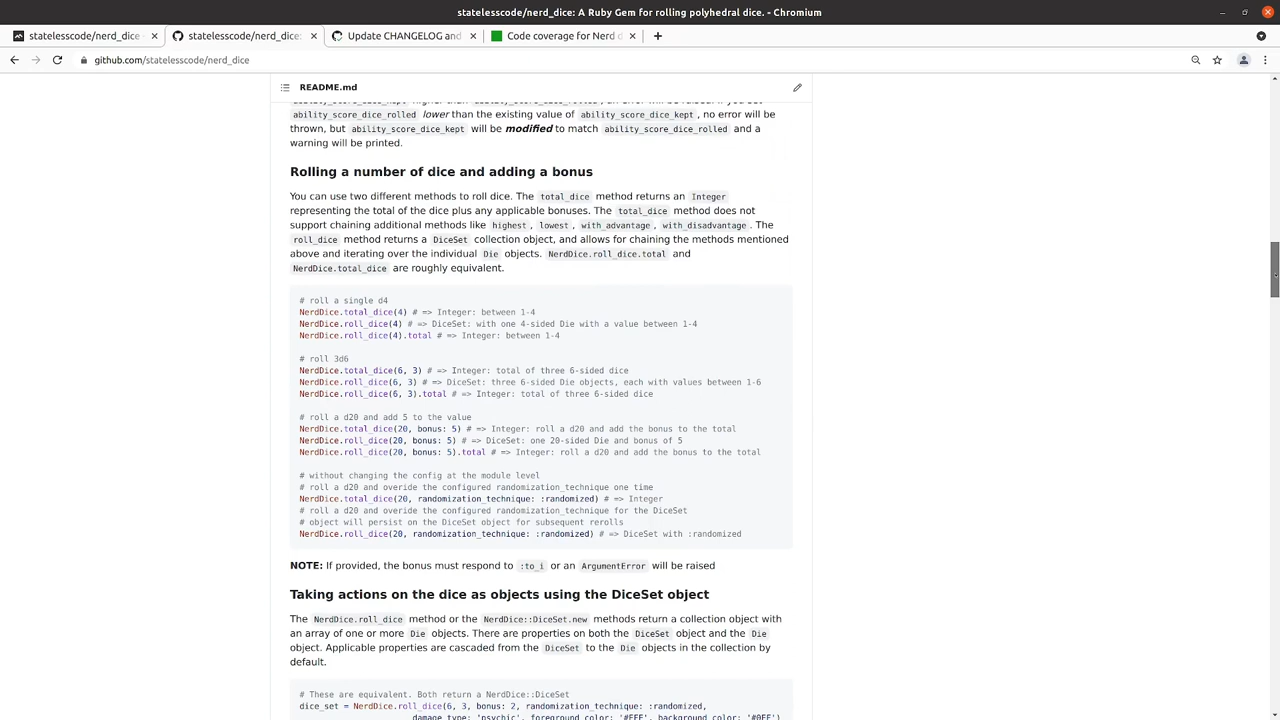 statelesscode/nerd_dice: A Ruby Gem for rolling polyhedral dice. - Chromium
statelesscode/nerd_dice - statelesscode/nerd_dice: Update CHANGELOG and Code coverage for Nerd d
github.com/statelesscode/nerd_dice
README.md
ability_score_dice_rolled lower than the existing value of ability_score_dice_kept, no error will be
thrown, but ability_score_dice_kept will be modified to match ability_score_dice_rolled and a
warning will be printed.
Rolling a number of dice and adding a bonus
You can use two different methods to roll dice. The total_dice method returns an Integer
representing the total of the dice plus any applicable bonuses. The total_dice method does not
support chaining additional methods like highest, lowest, with_advantage, with_disadvantage. The
roll_dice method returns a DiceSet collection object, and allows for chaining the methods mentioned
above and iterating over the individual Die objects. NerdDice.roll_dice.total and
NerdDice.total_dice are roughly equivalent.
# roll a single d4
NerdDice.total_dice(4) # => Integer: between 1-4
NerdDice.roll_dice(4) # => DiceSet: with one 4-sided Die with a value between 1-4
NerdDice.roll_dice(4).total # => Integer: between 1-4
# roll 3d6
NerdDice.total_dice(6, 3) # => Integer: total of three 6-sided dice
NerdDice.roll_dice(6, 3) # => DiceSet: three 6-sided Die objects, each with values between 1-6
NerdDice.roll_dice(6, 3).total # => Integer: total of three 6-sided dice
# roll a d20 and add 5 to the value
NerdDice.total_dice(20, bonus: 5) # => Integer: roll a d20 and add the bonus to the total
NerdDice.roll_dice(20, bonus: 5) # => DiceSet: one 20-sided Die and bonus of 5
NerdDice.roll_dice(20, bonus: 5).total # => Integer: roll a d20 and add the bonus to the total
# without changing the config at the module level
# roll a d20 and overide the configured randomization_technique one time
NerdDice.total_dice(20, randomization_technique: :randomized) # => Integer
# roll a d20 and overide the configured randomization_technique for the DiceSet
# object will persist on the DiceSet object for subsequent rerolls
NerdDice.roll_dice(20, randomization_technique: :randomized) # => DiceSet with :randomized
NOTE: If provided, the bonus must respond to :to_i or an ArgumentError will be raised
Taking actions on the dice as objects using the DiceSet object
The NerdDice.roll_dice method or the NerdDice::DiceSet.new methods return a collection object with
an array of one or more Die objects. There are properties on both the DiceSet object and the Die
object. Applicable properties are cascaded from the DiceSet to the Die objects in the collection by
default.
# These are equivalent. Both return a NerdDice::DiceSet
dice_set = NerdDice.roll_dice(6, 3, bonus: 2, randomization_technique: :randomized,
damage_type: 'psychic', foreground_color: '#FFF', background_color: '#0FF')